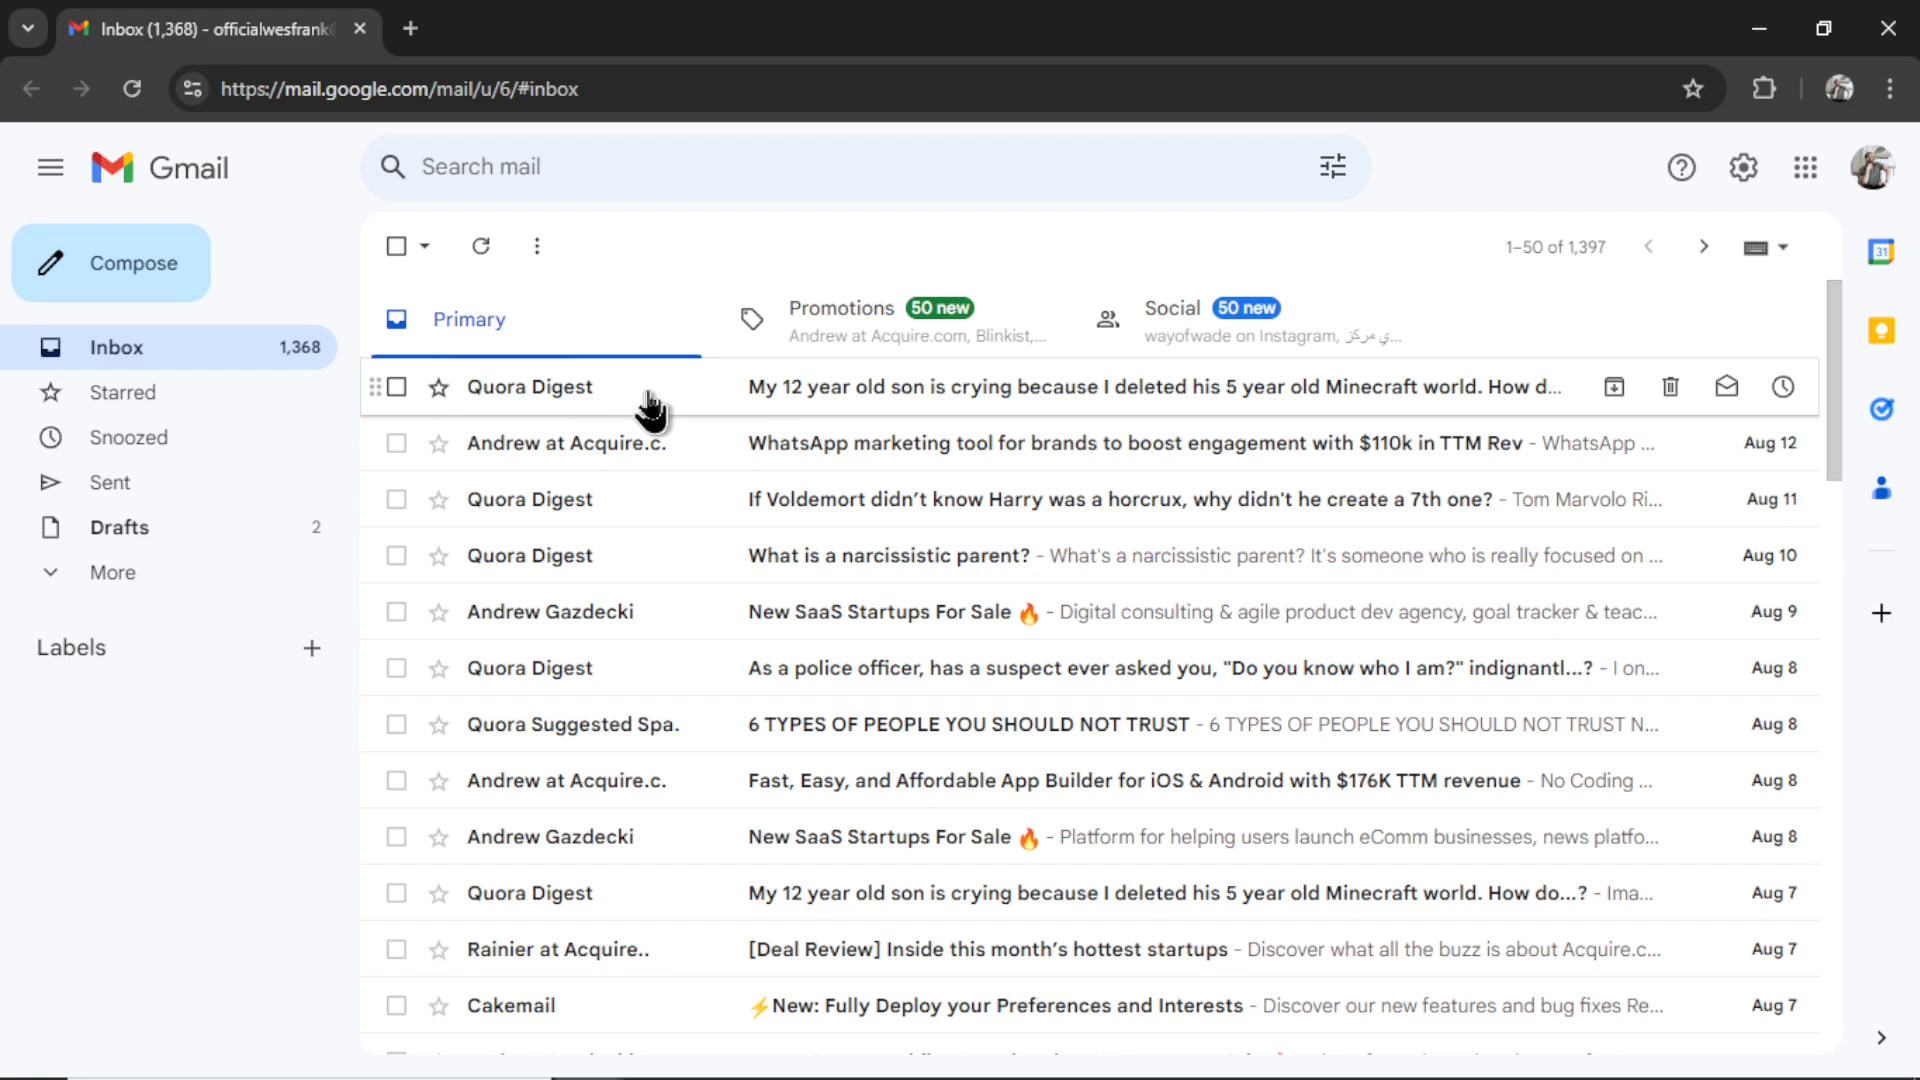 Inbox (1,368) - officialwesfrank
https://mail.google.com/mail/u/6/#inbox
Gmail
Search mail
Compose
1–50 of 1,397
Primary
Promotions 50 new
Andrew at Acquire.com, Blinkist,...
Social 50 new
wayofwade on Instagram, ي مركز...
Inbox 1,368
Starred
Snoozed
Sent
Drafts 2
More
Labels
Quora Digest My 12 year old son is crying because I deleted his 5 year old Minecraft world. How d...
Andrew at Acquire.c. WhatsApp marketing tool for brands to boost engagement with $110k in TTM Rev - WhatsApp ... Aug 12
Quora Digest If Voldemort didn’t know Harry was a horcrux, why didn't he create a 7th one? - Tom Marvolo Ri... Aug 11
Quora Digest What is a narcissistic parent? - What's a narcissistic parent? It's someone who is really focused on ... Aug 10
Andrew Gazdecki New SaaS Startups For Sale 🔥 - Digital consulting & agile product dev agency, goal tracker & teac... Aug 9
Quora Digest As a police officer, has a suspect ever asked you, "Do you know who I am?" indignantl...? - I on... Aug 8
Quora Suggested Spa. 6 TYPES OF PEOPLE YOU SHOULD NOT TRUST - 6 TYPES OF PEOPLE YOU SHOULD NOT TRUST N... Aug 8
Andrew at Acquire.c. Fast, Easy, and Affordable App Builder for iOS & Android with $176K TTM revenue - No Coding ... Aug 8
Andrew Gazdecki New SaaS Startups For Sale 🔥 - Platform for helping users launch eComm businesses, news platfo... Aug 8
Quora Digest My 12 year old son is crying because I deleted his 5 year old Minecraft world. How do...? - Ima... Aug 7
Rainier at Acquire.. [Deal Review] Inside this month’s hottest startups - Discover what all the buzz is about Acquire.c... Aug 7
Cakemail ⚡New: Fully Deploy your Preferences and Interests - Discover our new features and bug fixes Re... Aug 7
31